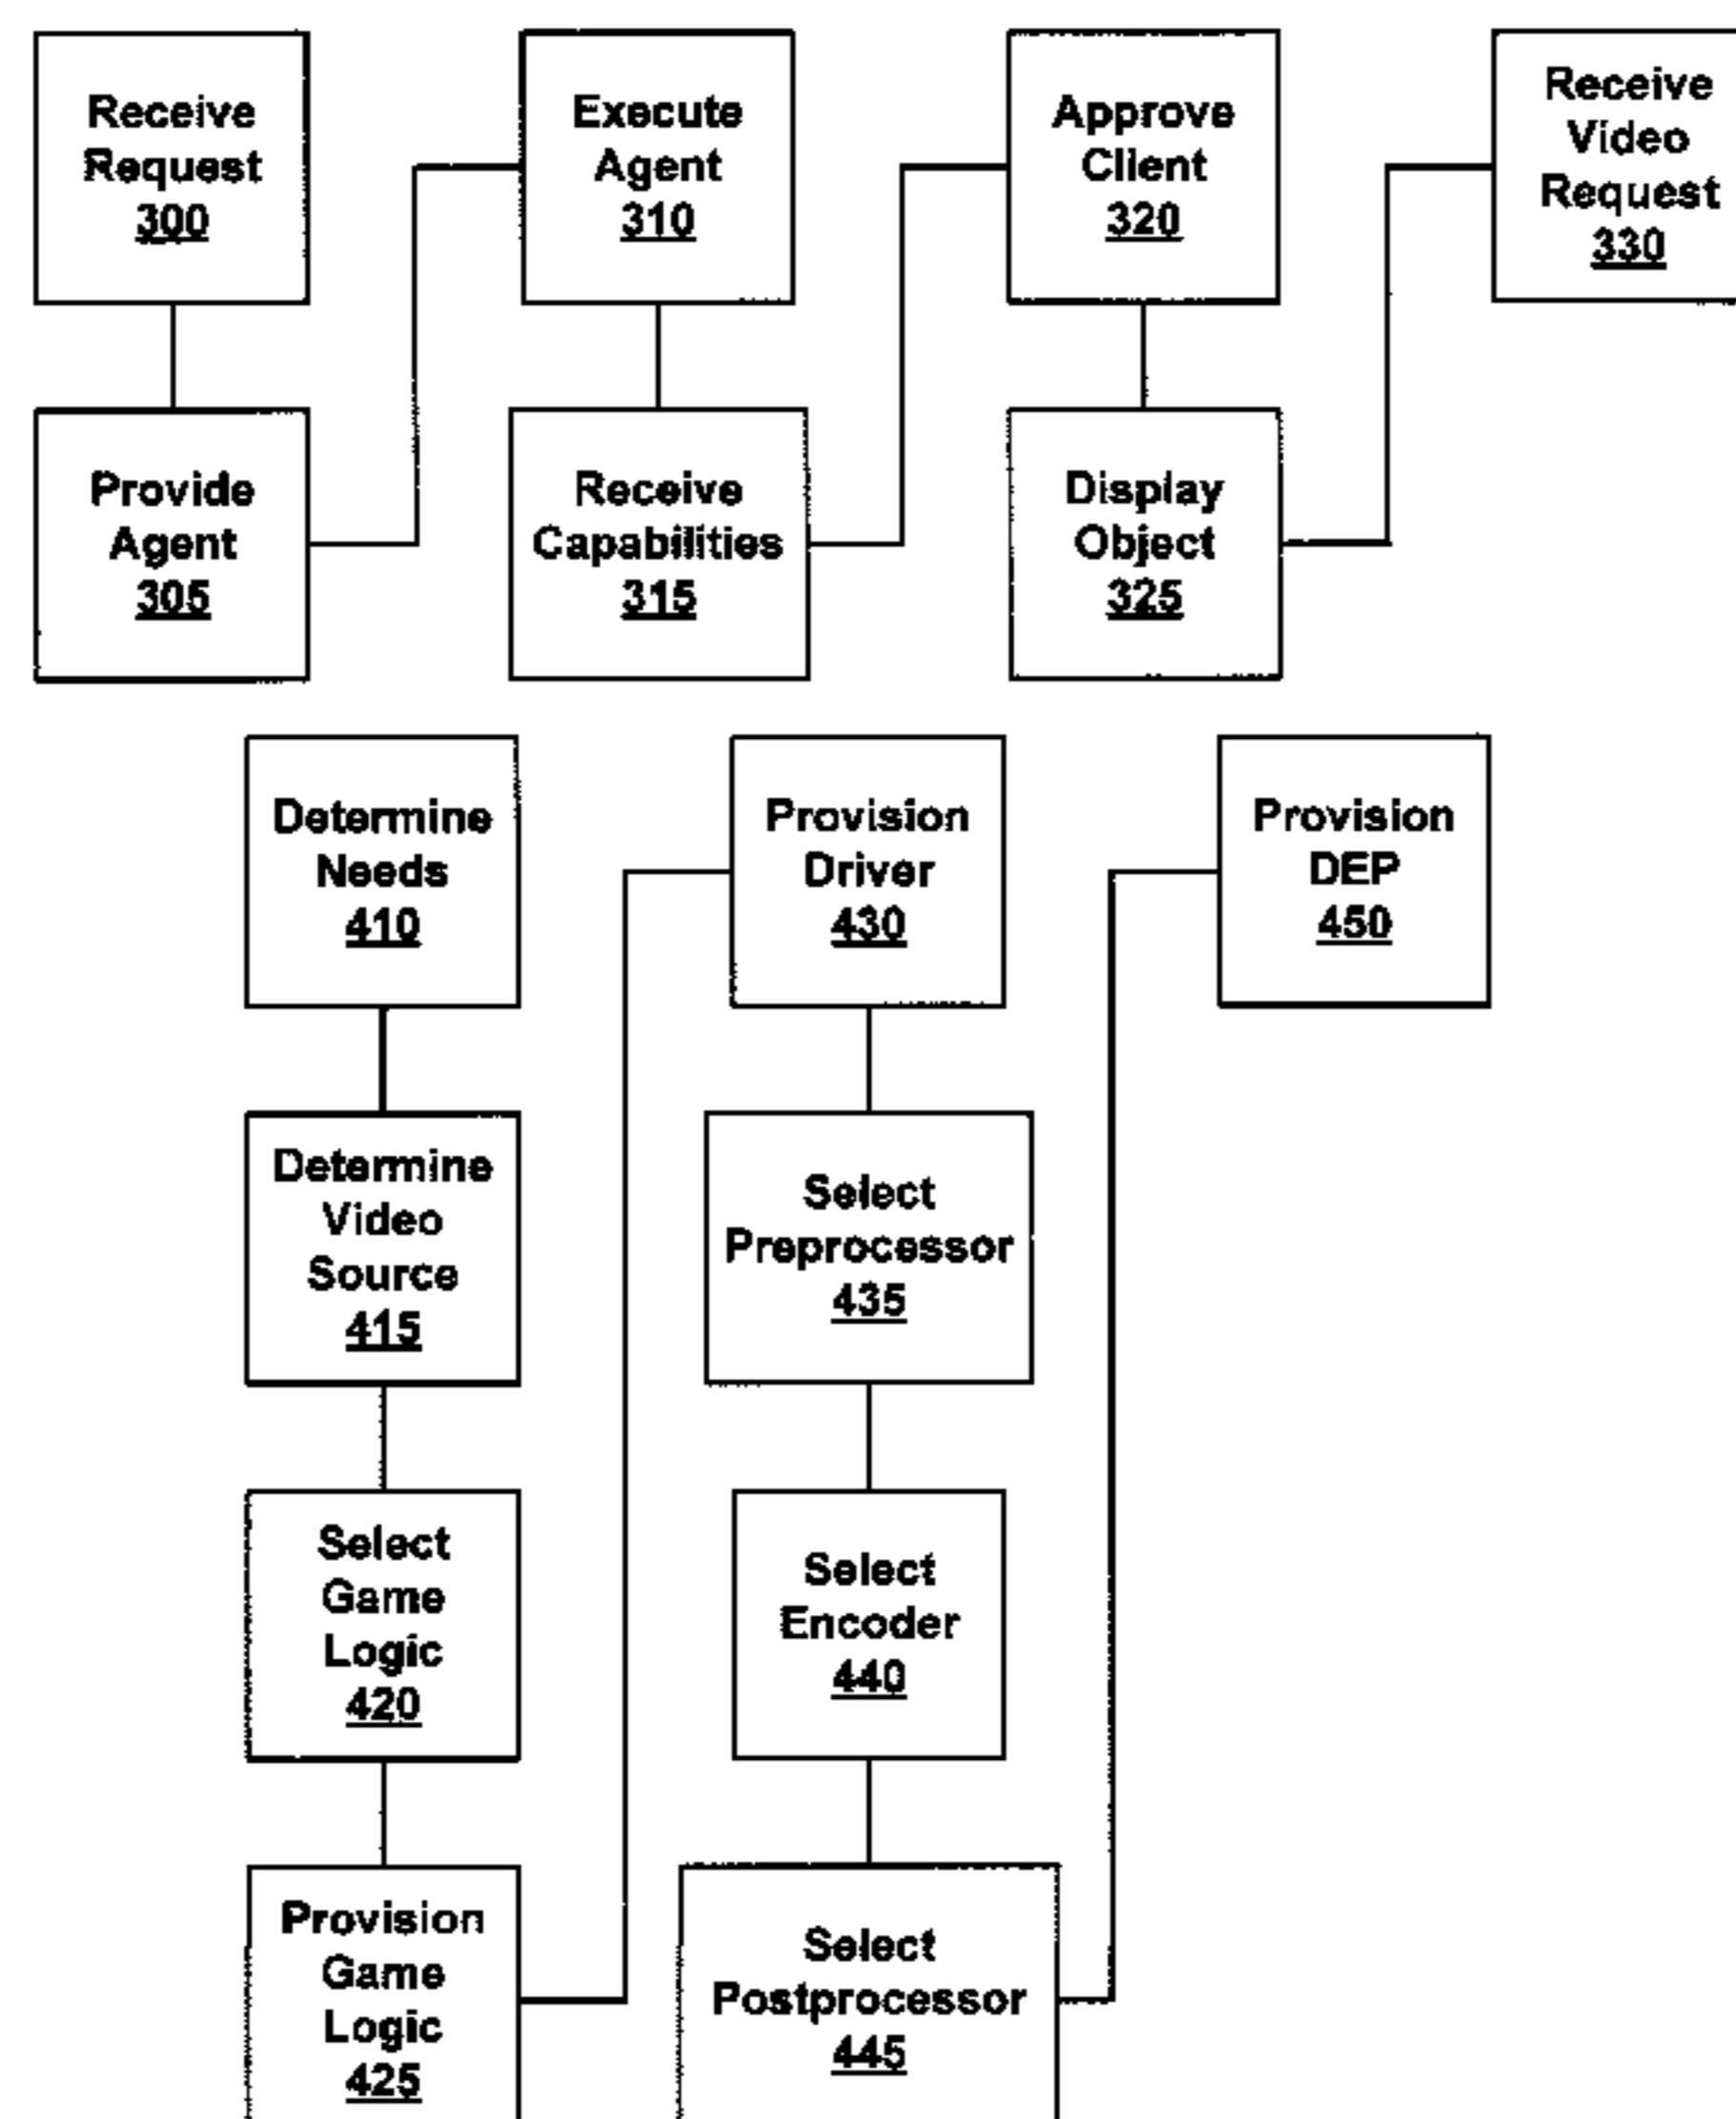 Receive
Request
300
Provide
Agent
305
Execute
Agent
310
Receive
Capabilities
315
Approve
Client
320
Display
Object
325
Receive
Video
Request
330
Determine
Needs
410
Determine
Video
Source
415
Select
Game
Logic
420
Provision
Game
Logic
425
Provision
Driver
430
Select
Preprocessor
435
Select
Encoder
440
Select
Postprocessor
445
Provision
DEP
450